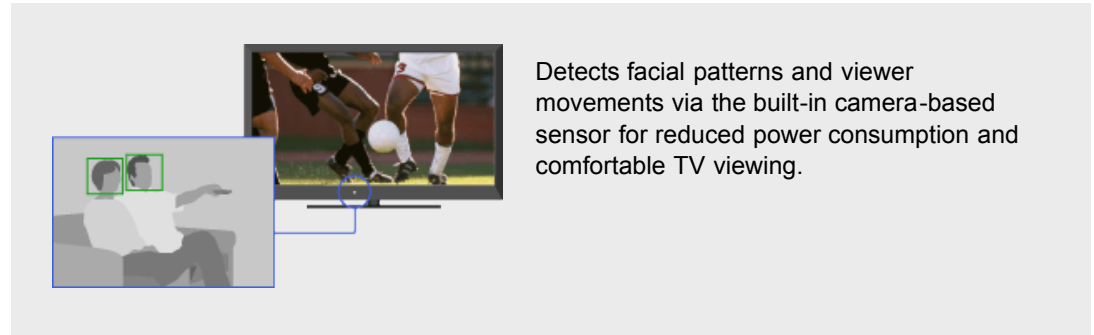 Detects facial patterns and viewer
movements via the built-in camera-based
sensor for reduced power consumption and
comfortable TV viewing.